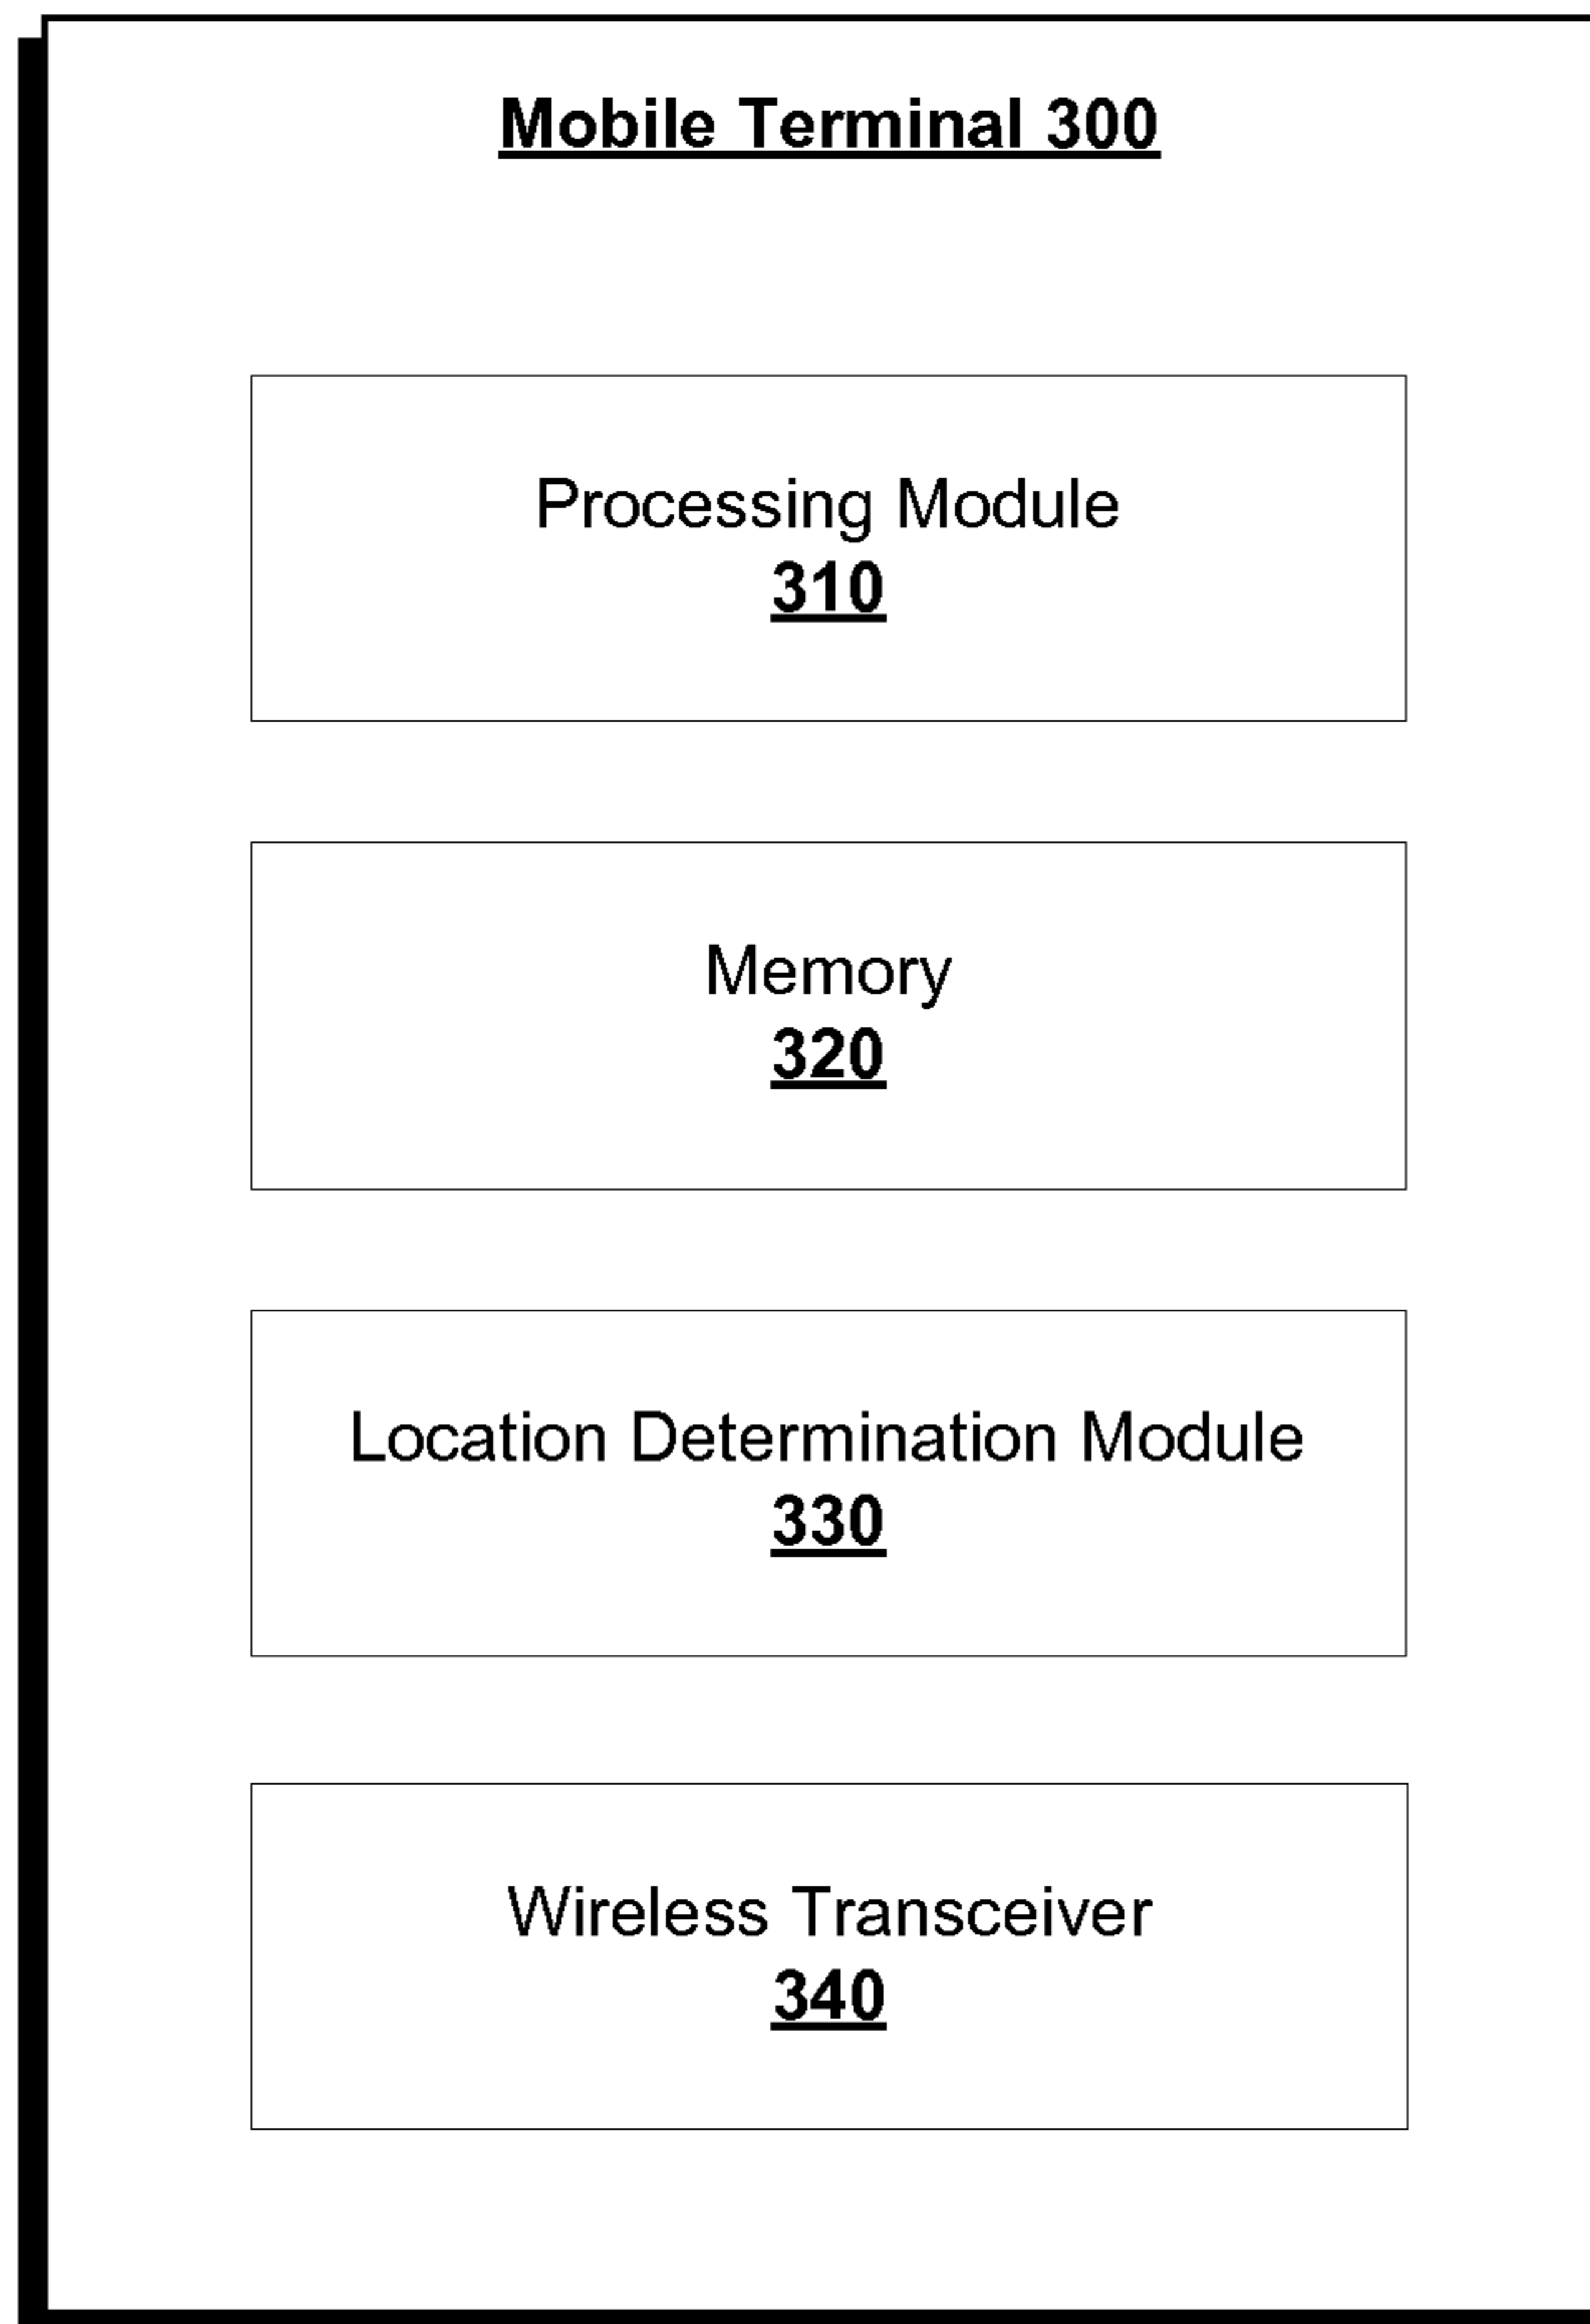 Mobile Terminal 300
Processing Module
310
Memory
320
Location Determination Module
330
Wireless Transceiver
340